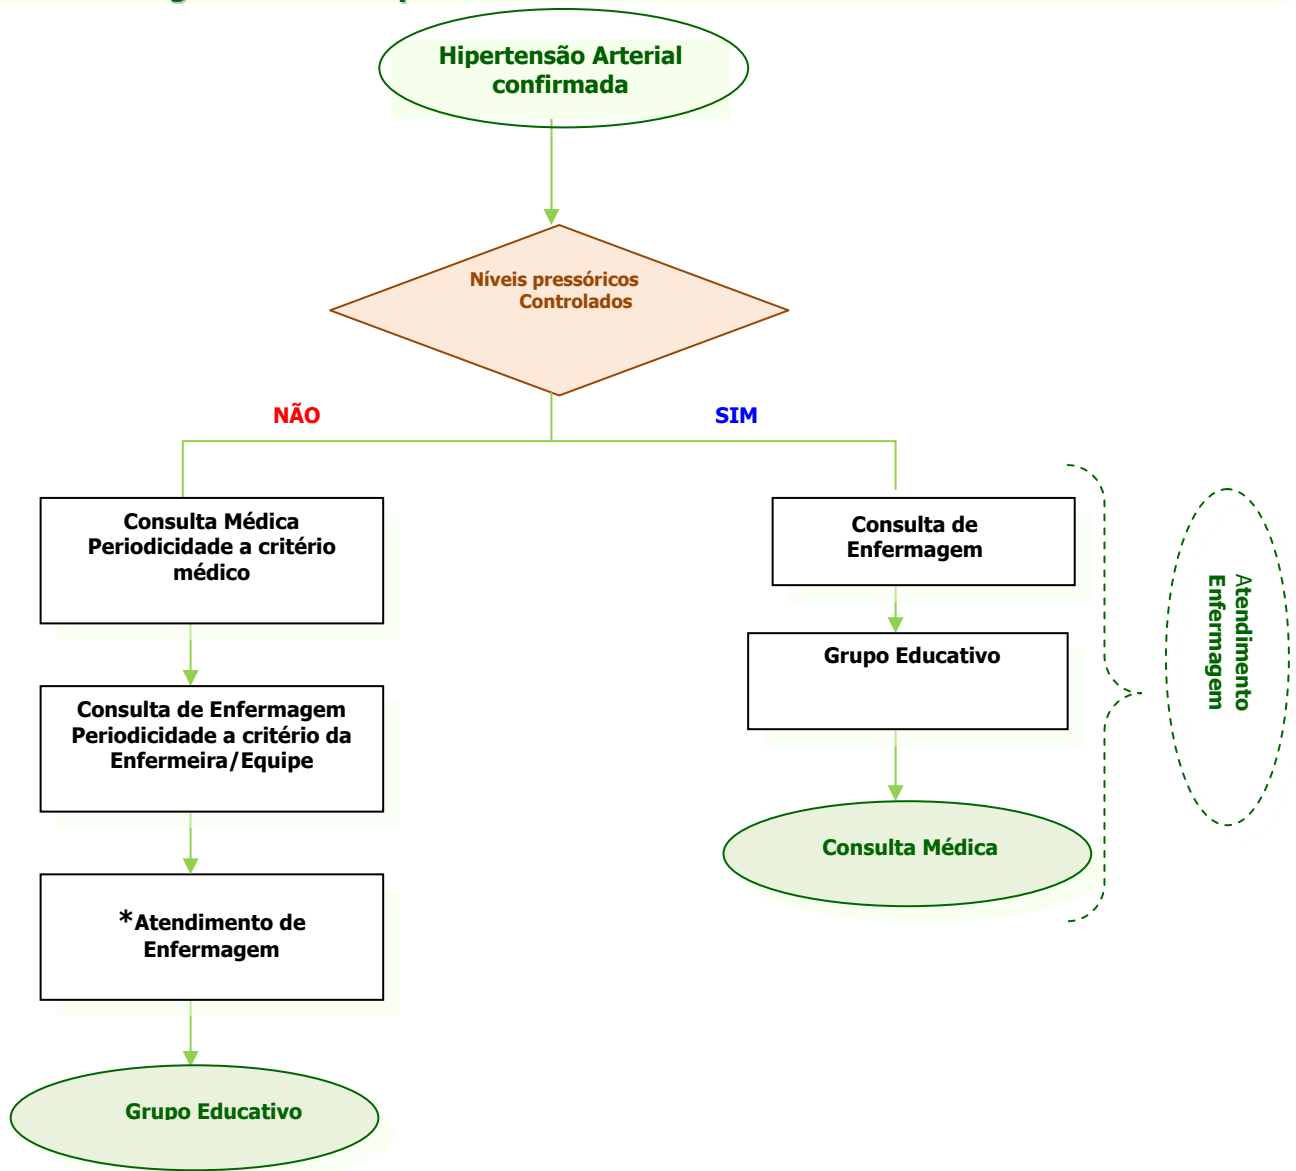 Hipertensão Arterial
confirmada
Níveis pressóricos
Controlados
NÃO
SIM
Consulta Médica
Periodicidade a critério
médico
Consulta de Enfermagem
Periodicidade a critério da
Enfermeira/Equipe
*Atendimento de
Enfermagem
Grupo Educativo
Consulta de
Enfermagem
Grupo Educativo
Consulta Médica
Atendimento
Enfermagem